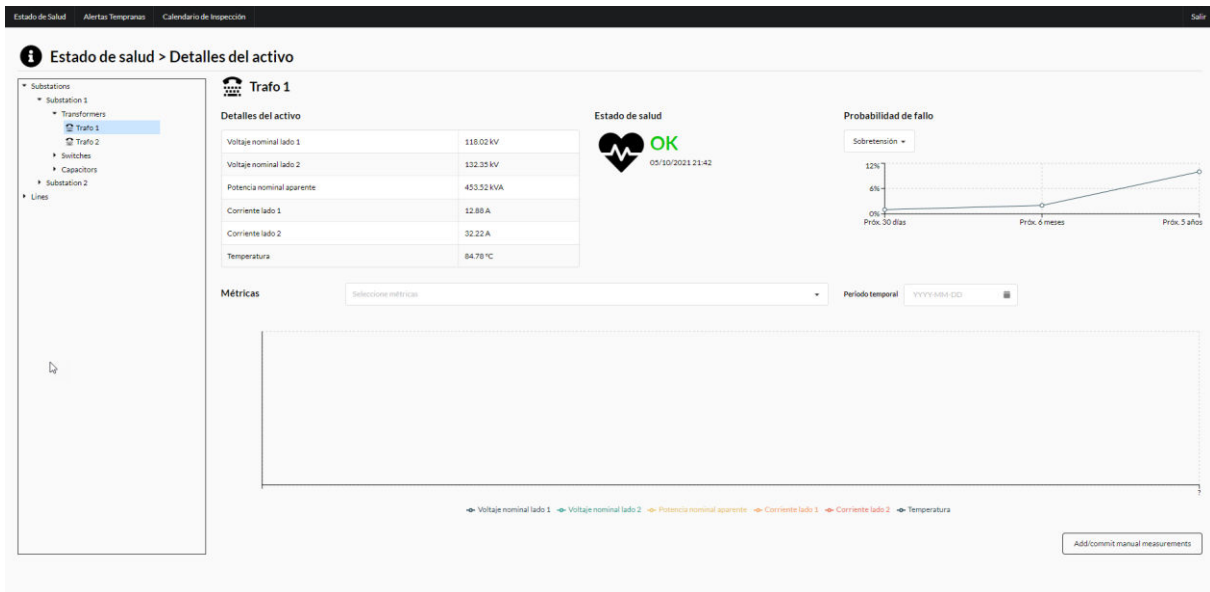 Estado de Salud Alertas Tempranas Calendario de Inspección Salir
Estado de salud > Detalles del activo
Substations
Substation 1
Transformers
Trafo 1
Trafo 2
Switches
Capacitors
Substation 2
Lines
Trafo 1
Detalles del activo
Voltaje nominal lado 1 118.02 kV
Voltaje nominal lado 2 132.35 kV
Potencia nominal aparente 453.52 kVA
Corriente lado 1 12.88 A
Corriente lado 2 32.22 A
Temperatura 84.78 ºC
Estado de salud
OK
05/10/2021 21:42
Probabilidad de fallo
Sobretensión
12%
6%
0%
Próx. 30 días Próx. 6 meses Próx. 5 años
Métricas Seleccione métricas Período temporal YYYY-MM-DD
?
Voltaje nominal lado 1 Voltaje nominal lado 2 Potencia nominal aparente Corriente lado 1 Corriente lado 2 Temperatura
Add/commit manual measurements